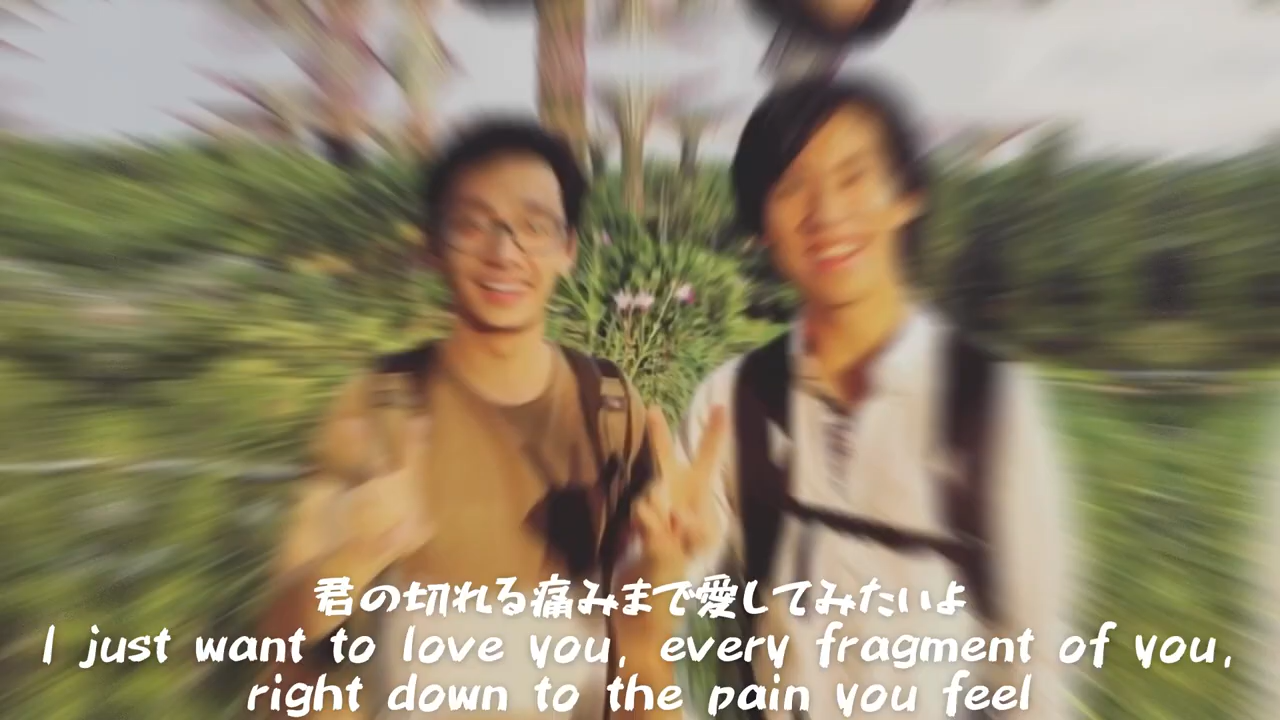 君の切れる痛みまで愛してみたいよ
I just want to love you, every fragment of you,
right down to the pain you feel